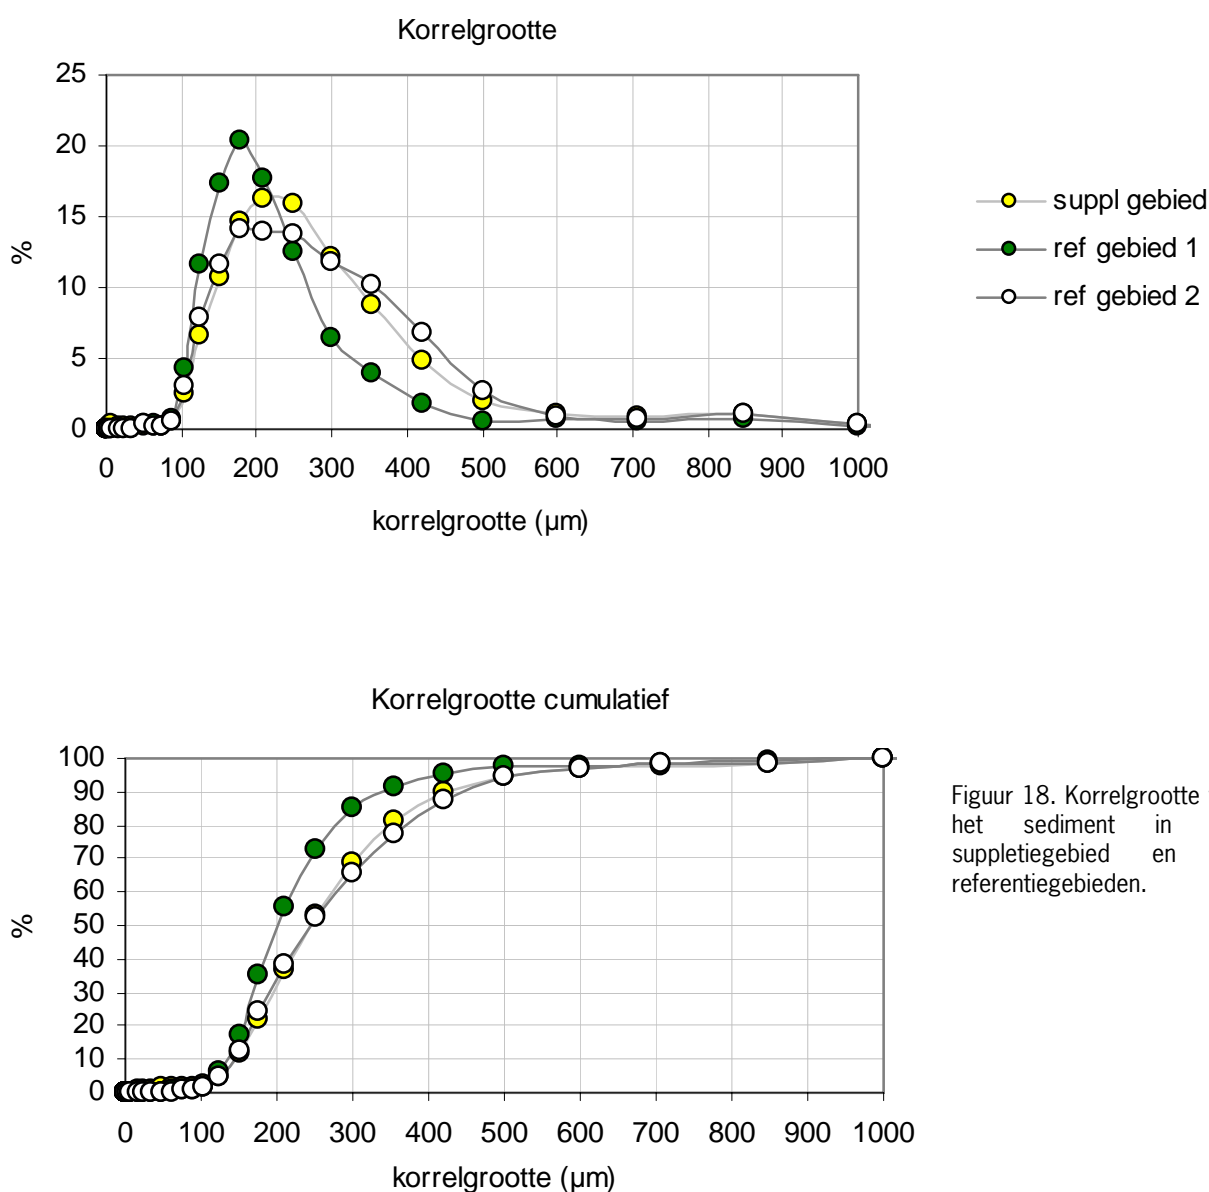 Korrelgrootte
25
20
15
10
5
0
%
0 100 200 300 400 500 600 700 800 900 1000
korrelgrootte (µm)
suppl gebied
ref gebied 1
ref gebied 2
Korrelgrootte cumulatief
100
90
80
70
60
50
40
30
20
10
0
%
0 100 200 300 400 500 600 700 800 900 1000
korrelgrootte (µm)
Figuur 18. Korrelgrootte
het sediment in
suppletiegebied en
referentiegebieden.